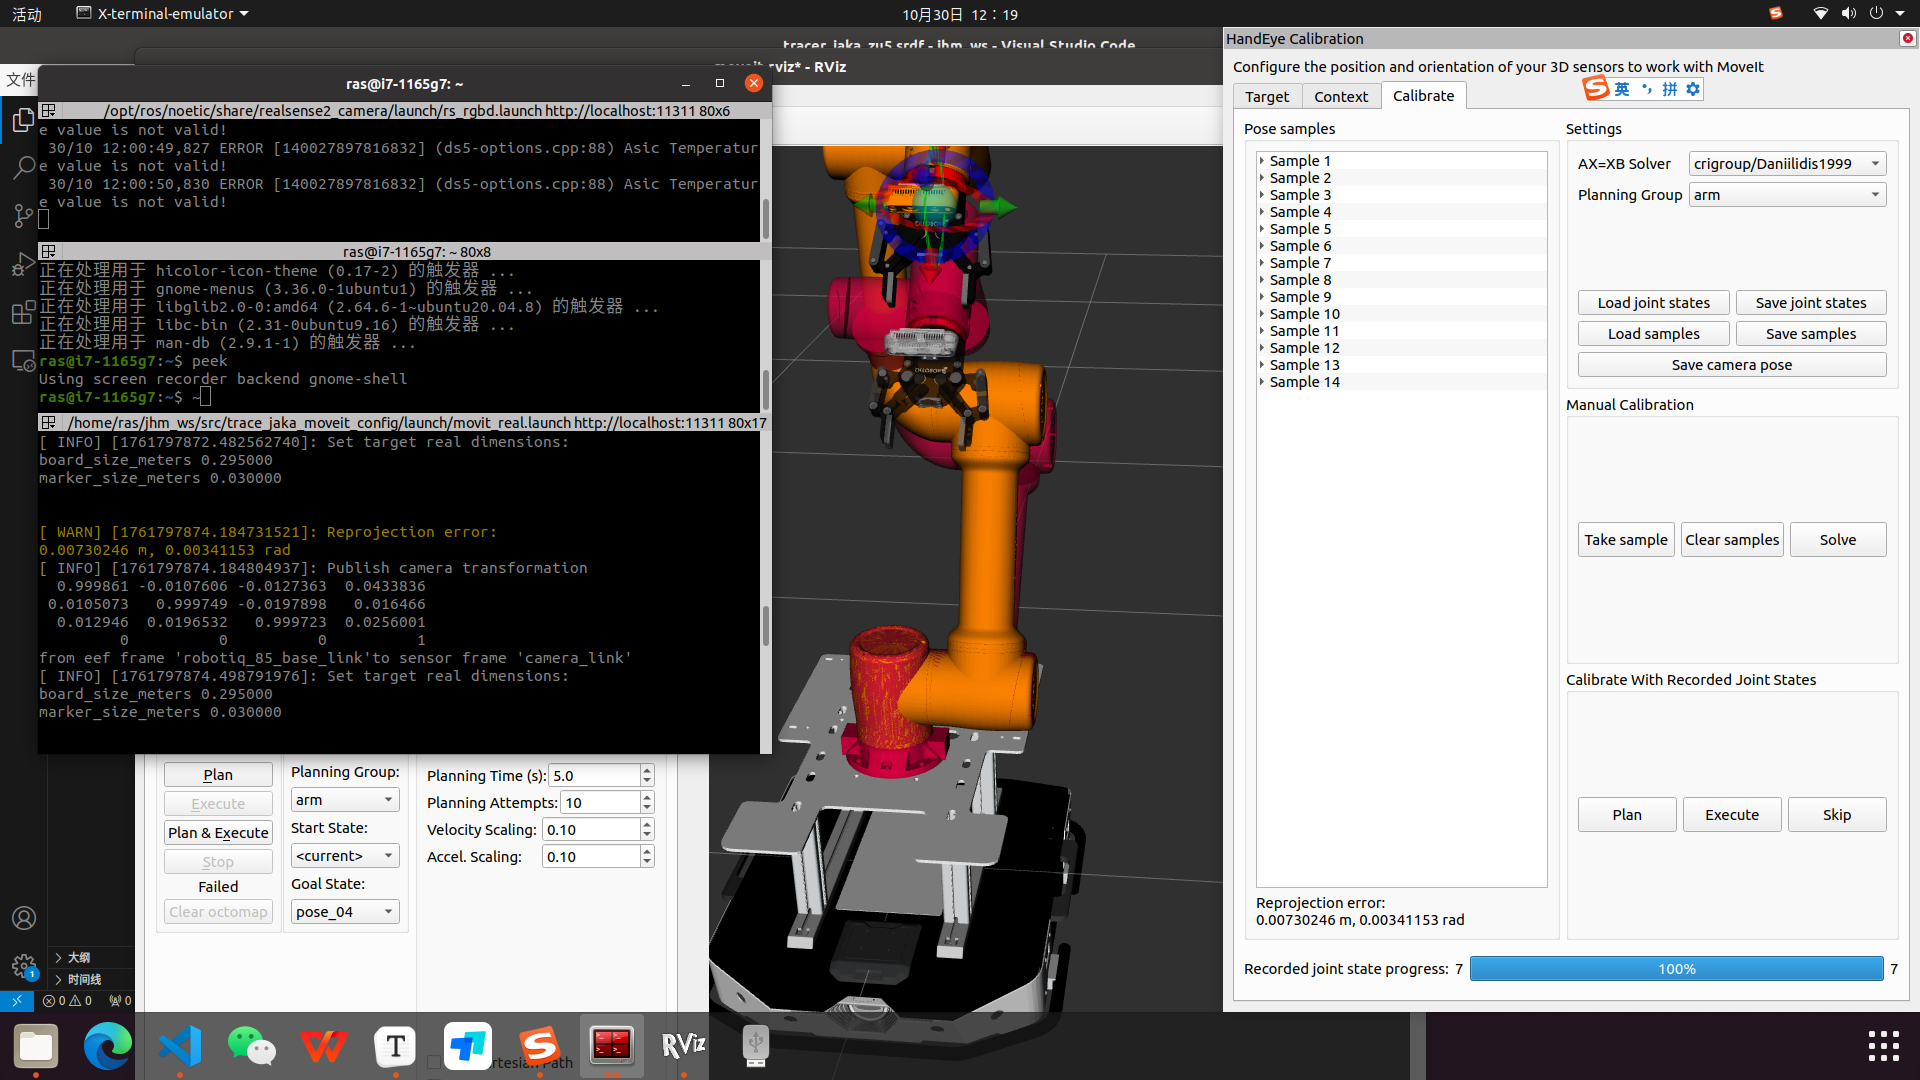 活动
X-terminal-emulator
10月30日 12：19
tracer_jaka_zu5.srdf - jhm_ws - Visual Studio Code
moveit.rviz* - RViz
文件
ras@i7-1165g7: ~
/opt/ros/noetic/share/realsense2_camera/launch/rs_rgbd.launch http://localhost:11311 80x6
e value is not valid!
30/10 12:00:49,827 ERROR [140027897816832] (ds5-options.cpp:88) Asic Temperatur
e value is not valid!
30/10 12:00:50,830 ERROR [140027897816832] (ds5-options.cpp:88) Asic Temperatur
e value is not valid!
ras@i7-1165g7: ~ 80x8
正在处理用于 hicolor-icon-theme (0.17-2) 的触发器 ...
正在处理用于 gnome-menus (3.36.0-1ubuntu1) 的触发器 ...
正在处理用于 libglib2.0-0:amd64 (2.64.6-1~ubuntu20.04.8) 的触发器 ...
正在处理用于 libc-bin (2.31-0ubuntu9.16) 的触发器 ...
正在处理用于 man-db (2.9.1-1) 的触发器 ...
ras@i7-1165g7:~$ peek
Using screen recorder backend gnome-shell
ras@i7-1165g7:~$ ~
/home/ras/jhm_ws/src/trace_jaka_moveit_config/launch/movit_real.launch http://localhost:11311 80x17
[ INFO] [1761797872.482562740]: Set target real dimensions:
board_size_meters 0.295000
marker_size_meters 0.030000
[ WARN] [1761797874.184731521]: Reprojection error:
0.00730246 m, 0.00341153 rad
[ INFO] [1761797874.184804937]: Publish camera transformation
0.999861 -0.0107606 -0.0127363 0.0433836
0.0105073 0.999749 -0.0197898 0.016466
0.012946 0.0196532 0.999723 0.0256001
0 0 0 1
from eef frame 'robotiq_85_base_link'to sensor frame 'camera_link'
[ INFO] [1761797874.498791976]: Set target real dimensions:
board_size_meters 0.295000
marker_size_meters 0.030000
Plan
Execute
Plan & Execute
Stop
Failed
Clear octomap
Planning Group:
arm
Start State:
<current>
Goal State:
pose_04
Planning Time (s): 5.0
Planning Attempts: 10
Velocity Scaling: 0.10
Accel. Scaling: 0.10
大纲
时间线
1
0 0 0
rtesian Path
RViz
HandEye Calibration
Configure the position and orientation of your 3D sensors to work with MoveIt
Target
Context
Calibrate
英 拼
Pose samples
Sample 1
Sample 2
Sample 3
Sample 4
Sample 5
Sample 6
Sample 7
Sample 8
Sample 9
Sample 10
Sample 11
Sample 12
Sample 13
Sample 14
Reprojection error:
0.00730246 m, 0.00341153 rad
Settings
AX=XB Solver crigroup/Daniilidis1999
Planning Group arm
Load joint states
Save joint states
Load samples
Save samples
Save camera pose
Manual Calibration
Take sample
Clear samples
Solve
Calibrate With Recorded Joint States
Plan
Execute
Skip
Recorded joint state progress: 7 100% 7